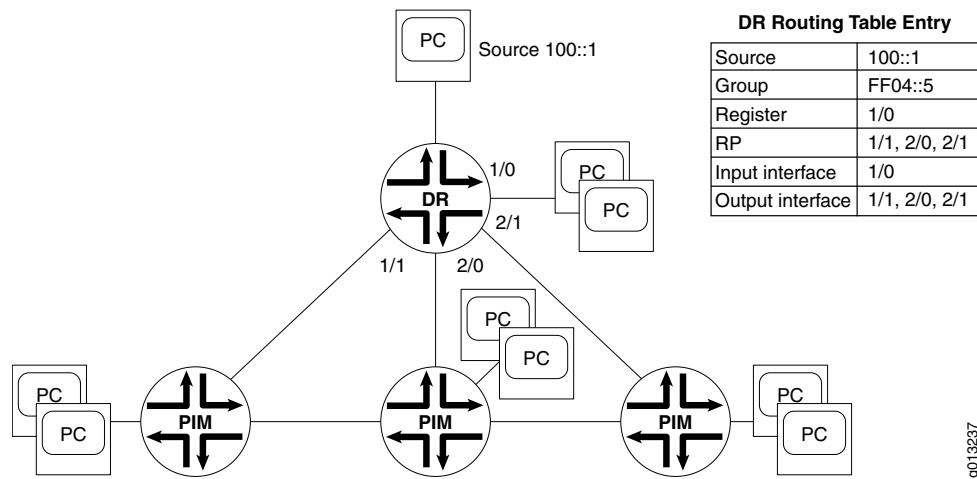 PC
Source 100::1
DR Routing Table Entry
Source 100::1
Group FF04::5
Register 1/0
RP 1/1, 2/0, 2/1
Input interface 1/0
Output interface 1/1, 2/0, 2/1
1/0
DR
PC
PC
2/1
1/1
2/0
PC
PC
PC
PC
PIM
PIM
PIM
PC
PC
g013237